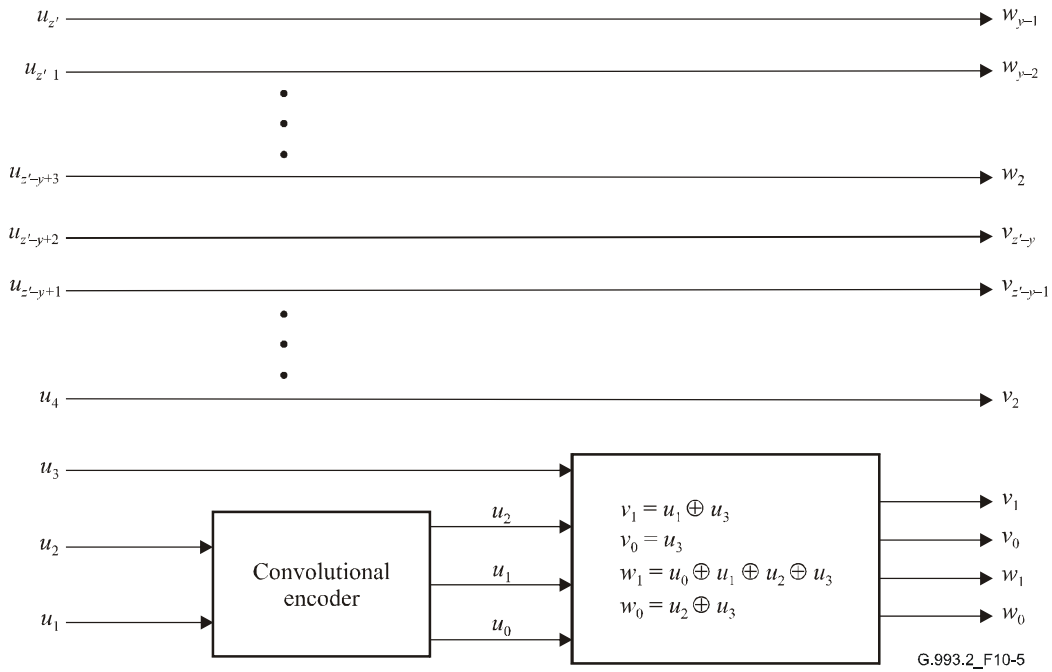 u_{z'} w_{y–1}
u_{z' 1} w_{y–2}
u_{z'–y+3} w_2
u_{z'–y+2} v_{z'–y}
u_{z'–y+1} v_{z'–y–1}
u_4 v_2
u_3
u_2
u_1
Convolutional
encoder
u_2
u_1
u_0
v_1 = u_1 ⊕ u_3
v_0 = u_3
w_1 = u_0 ⊕ u_1 ⊕ u_2 ⊕ u_3
w_0 = u_2 ⊕ u_3
v_1
v_0
w_1
w_0
G.993.2_F10-5